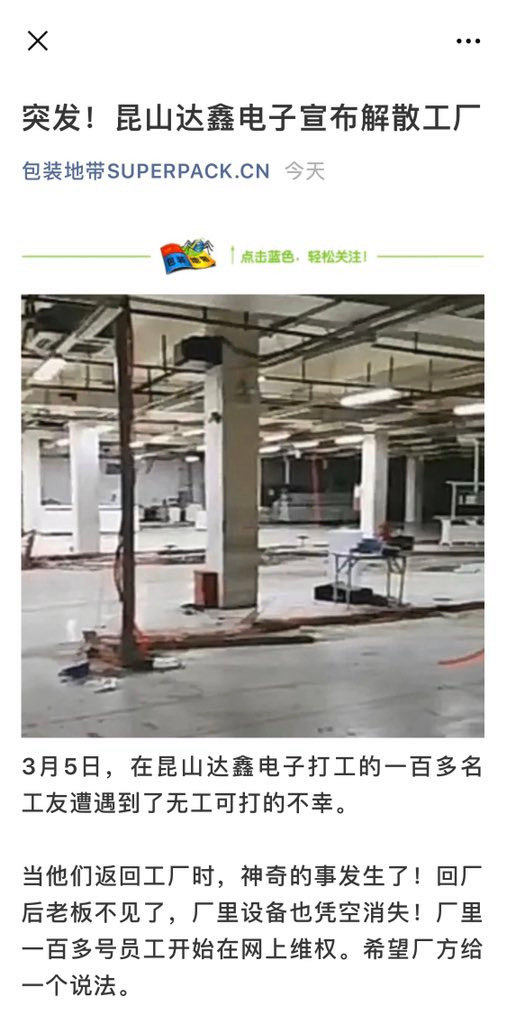 突发！昆山达鑫电子宣布解散工厂
包装地带SUPERPACK.CN 今天
包装地带
点击蓝色，轻松关注！
3月5日，在昆山达鑫电子打工的一百多名
工友遭遇到了无工可打的不幸。
当他们返回工厂时，神奇的事发生了！回厂
后老板不见了，厂里设备也凭空消失！厂里
一百多号员工开始在网上维权。希望厂方给
一个说法。